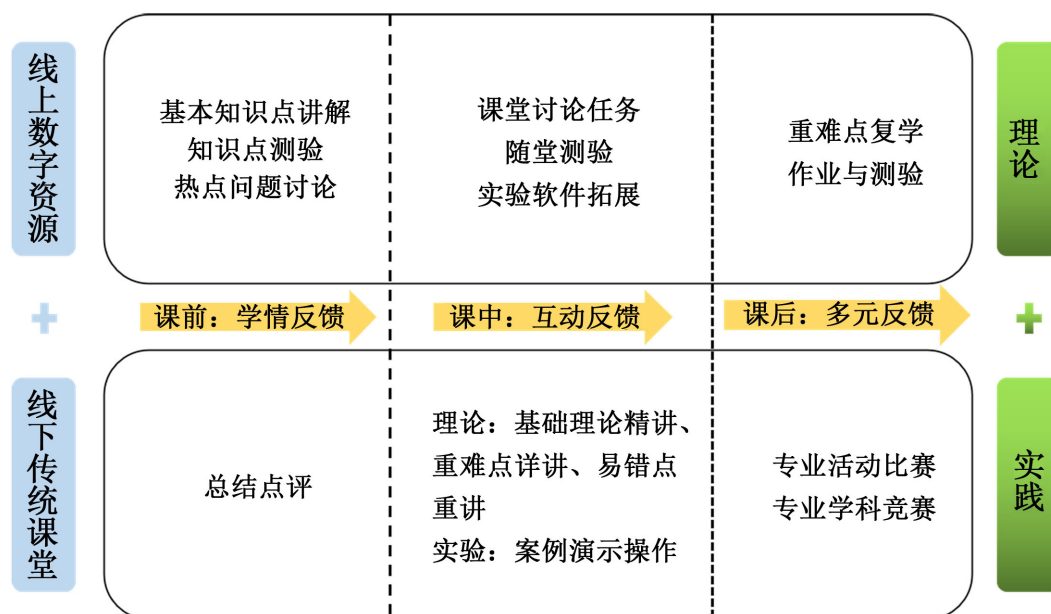 线上数字资源
基本知识点讲解
知识点测验
热点问题讨论
课堂讨论任务
随堂测验
实验软件拓展
重难点复学
作业与测验
理论
课前：学情反馈
课中：互动反馈
课后：多元反馈
线下传统课堂
总结点评
理论：基础理论精讲、
重难点详讲、易错点
重讲
实验：案例演示操作
专业活动比赛
专业学科竞赛
实践